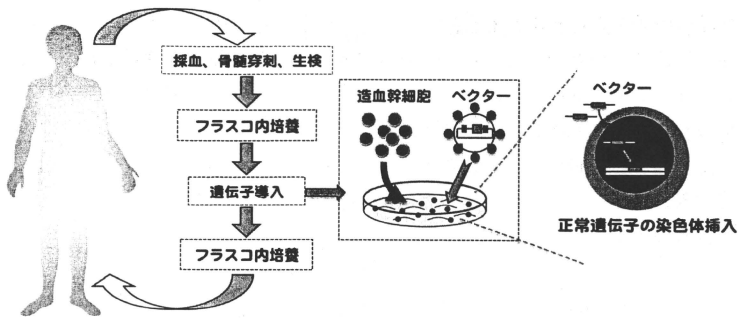 採血、骨髄穿刺、生検
フラスコ内培養
遺伝子導入
フラスコ内培養
造血幹細胞
ベクター
ベクター
正常遺伝子の染色体挿入